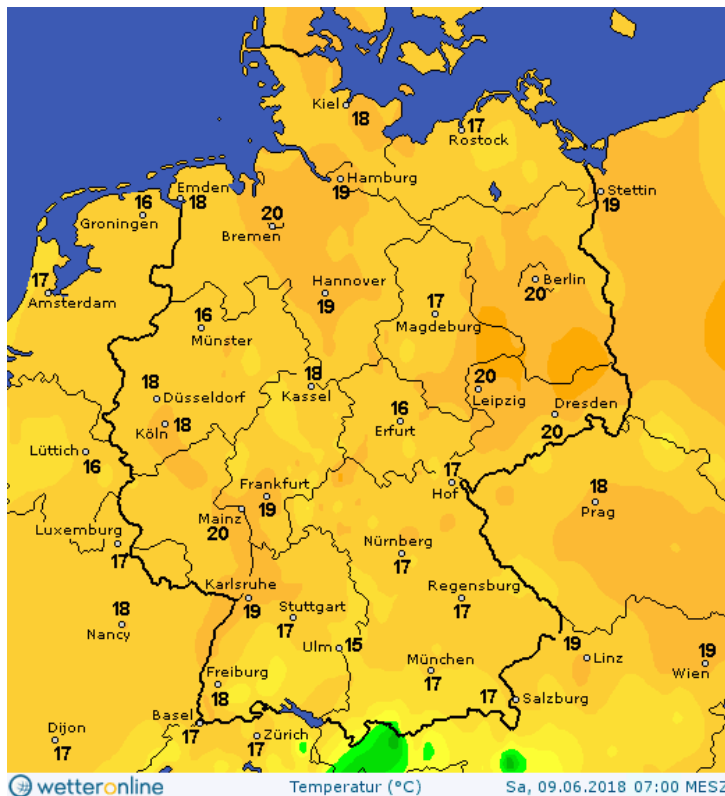 Kiel
18
17
Rostock
Hamburg
19
Emden
18
16
Groningen
Stettin
19
20
Bremen
17
Amsterdam
Hannover
19
Berlin
20
17
Magdeburg
16
Münster
18
Düsseldorf
18
Kassel
20
Leipzig
Köln 18
16
Erfurt
Dresden
20
Lüttich
16
Frankfurt
19
17
Hof
18
Prag
Mainz
20
Luxemburg
17
Nürnberg
17
Karlsruhe
19
Stuttgart
17
Regensburg
17
18
Nancy
Ulm 15
19
Linz
19
Wien
Freiburg
18
München
17
17
Salzburg
Basel
17
Zürich
17
Dijon
17
wetteronline Temperatur (°C) Sa, 09.06.2018 07:00 MESZ